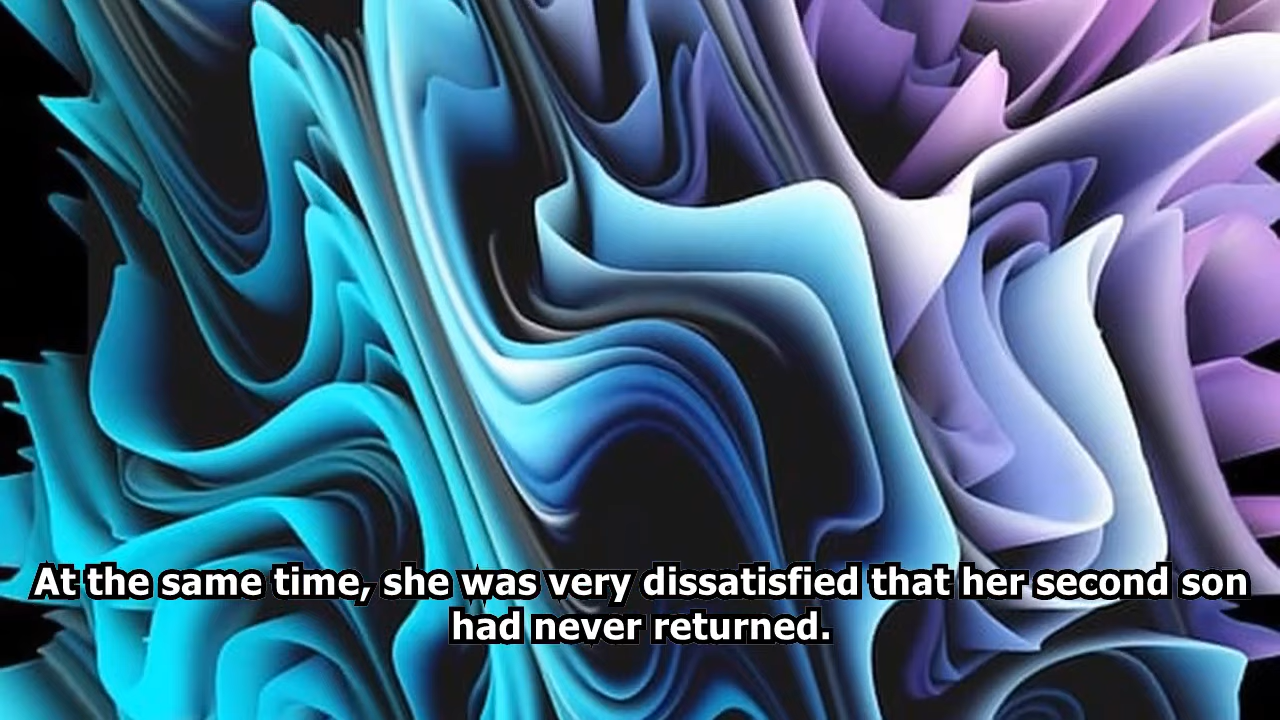 At the same time, she was very dissatisfied that her second son
had never returned.